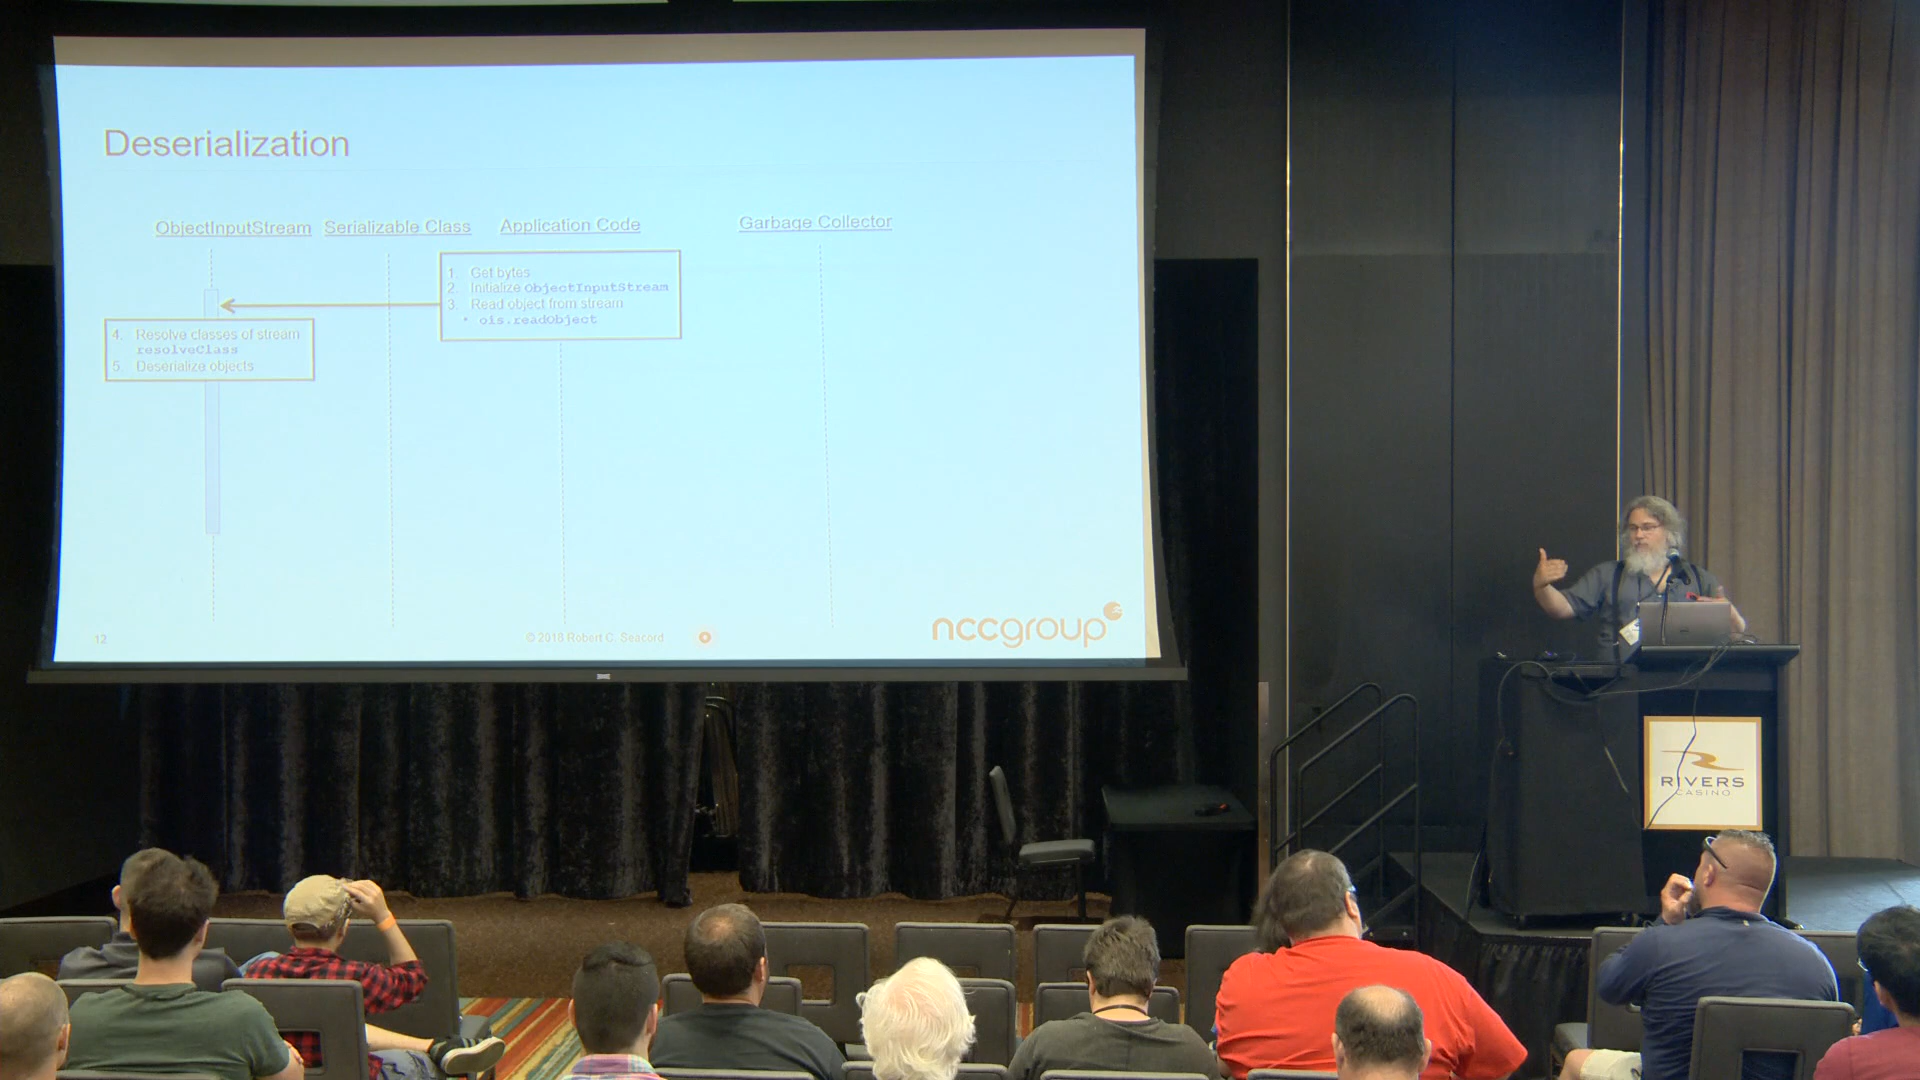 Deserialization
ObjectInputStream Serializable Class Application Code Garbage Collector
1. Get bytes
2. Initialize ObjectInputStream
3. Read object from stream
• ois.readObject
4. Resolve classes of stream
resolveClass
5. Deserialize objects
12
© 2018 Robert C. Seacord
nccgroup
RIVERS
CASINO